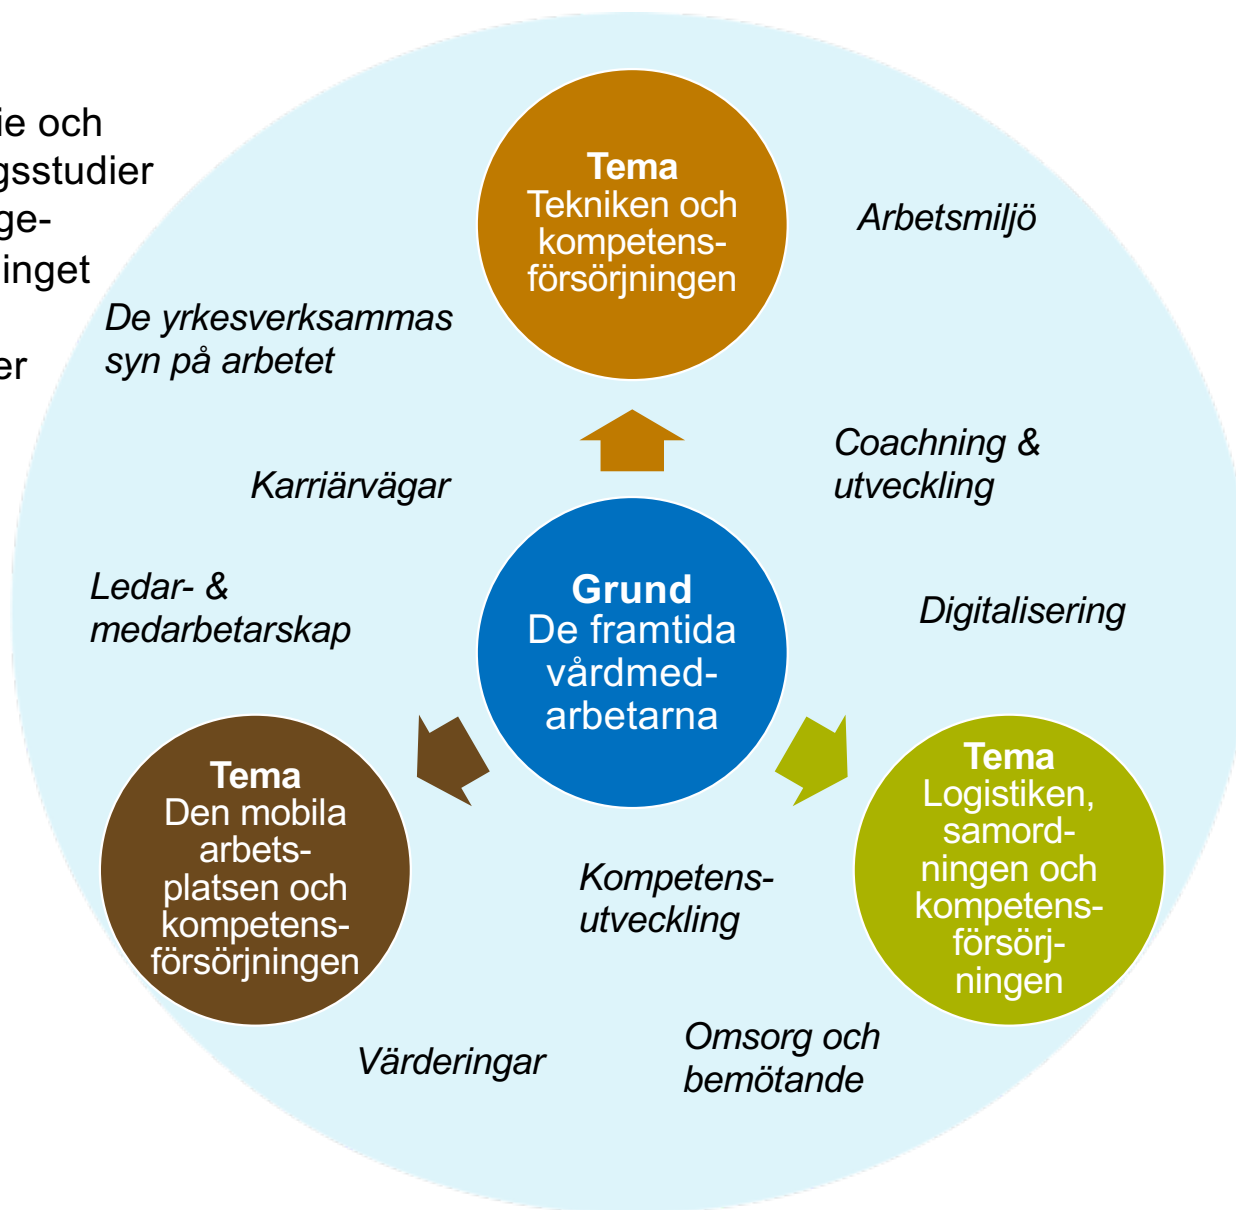 ie och
gsstudier
ge-
inget
er
Tema
Tekniken och
kompetens-
försörjningen
Arbetsmiljö
De yrkesverksammas
syn på arbetet
Coachning &
utveckling
Karriärvägar
Ledar- &
medarbetarskap
Grund
De framtida
vårdmed-
arbetarna
Digitalisering
Tema
Den mobila
arbets-
platsen och
kompetens-
försörjningen
Tema
Logistiken,
samord-
ningen och
kompetens-
försörj-
ningen
Kompetens-
utveckling
Värderingar
Omsorg och
bemötande